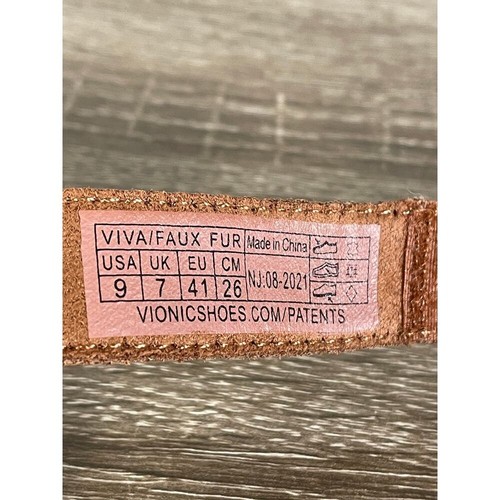 VIVA/FAUX FUR Made in China
USA UK EU CM
9 7 41 26 NJ:08-2021
VIONICSHOES.COM/PATENTS